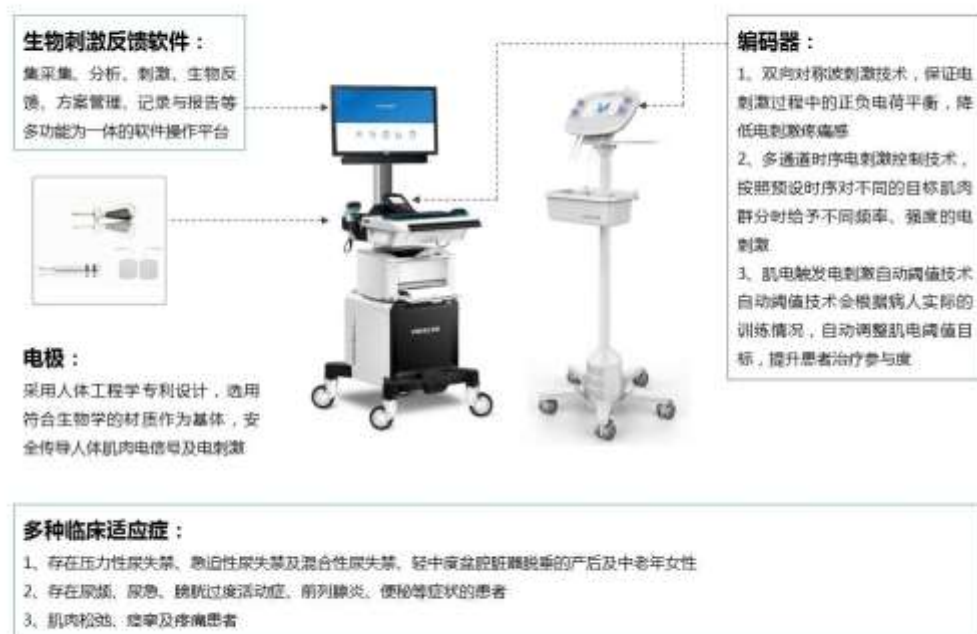 生物刺激反馈软件：
集采集、分析、刺激、生物反
馈、方案管理、记录与报告等
多功能为一体的软件操作平台
电极：
采用人体工程学专利设计，选用
符合生物学的材质作为基体，安
全传导人体肌肉电信号及电刺激
编码器：
1、双向对称波刺激技术，保证电
刺激过程中的正负电荷平衡，降
低电刺激疼痛感
2、多通道时序电刺激控制技术，
按照预设时序对不同的目标肌肉
群分时给予不同频率、强度的电
刺激
3、肌电触发电刺激自动阈值技术
自动阈值技术会根据病人实际的
训练情况，自动调整肌电阈值目
标，提升患者治疗参与度
多种临床适应症：
1、存在压力性尿失禁、急迫性尿失禁及混合性尿失禁、轻中度盆腔脏器脱垂的产后及中老年女性
2、存在尿频、尿急、膀胱过度活动症、前列腺炎、便秘等症状的患者
3、肌肉松弛、痉挛及疼痛患者